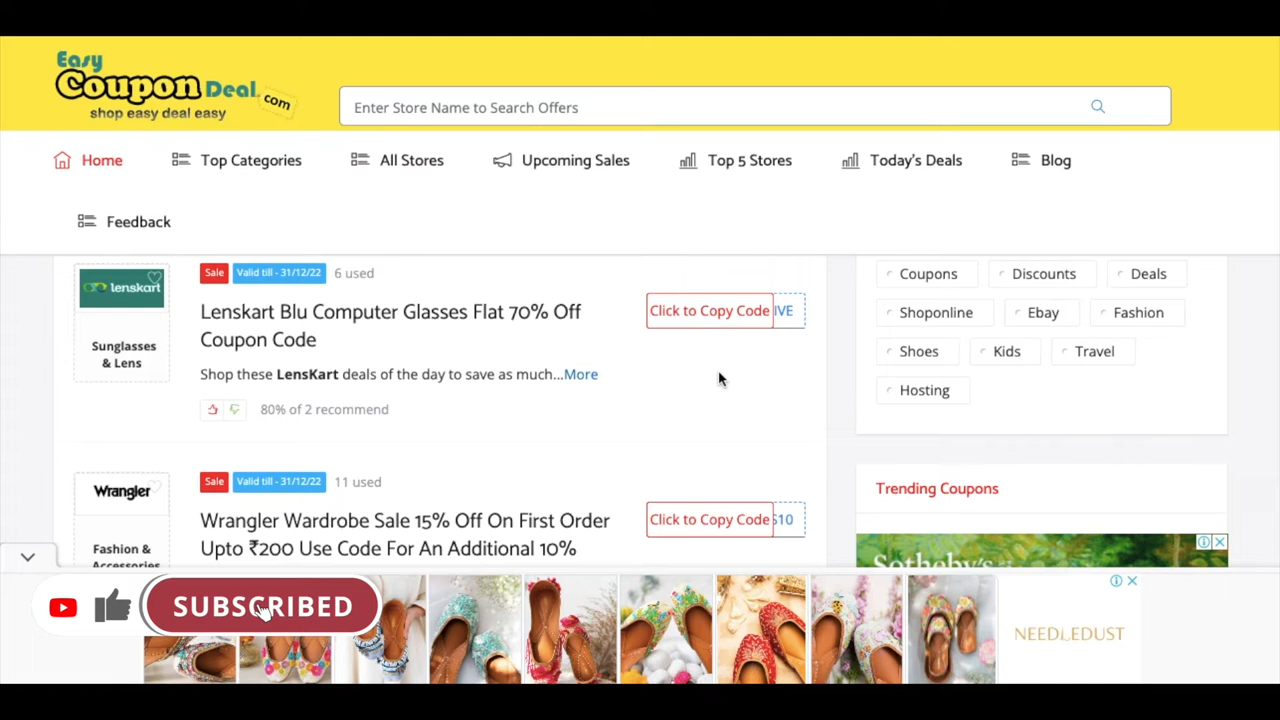 Easy
Coupon Deal.com
shop easy deal easy
Enter Store Name to Search Offers
Home
Top Categories
All Stores
Upcoming Sales
Top 5 Stores
Today's Deals
Blog
Feedback
lenskart
Sunglasses
& Lens
Sale Valid till - 31/12/22 6 used
Lenskart Blu Computer Glasses Flat 70% Off
Coupon Code
Shop these LensKart deals of the day to save as much...More
80% of 2 recommend
Click to Copy Code IVE
Wrangler
Fashion &
Accessories
Sale Valid till - 31/12/22 11 used
Wrangler Wardrobe Sale 15% Off On First Order
Upto ₹200 Use Code For An Additional 10%
Click to Copy Code S10
Coupons
Discounts
Deals
Shoponline
Ebay
Fashion
Shoes
Kids
Travel
Hosting
Trending Coupons
Sotheby's
SUBSCRIBED
NEEDLEDUST